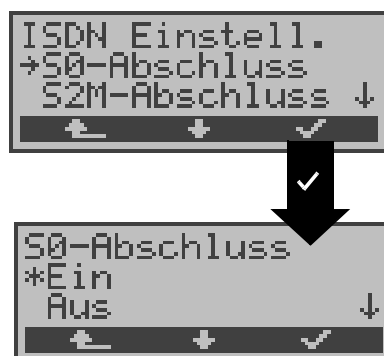 ISDN Einstell.
→S0-Abschluss
S2M-Abschluss ↓
S0-Abschluss
*Ein
Aus ↓